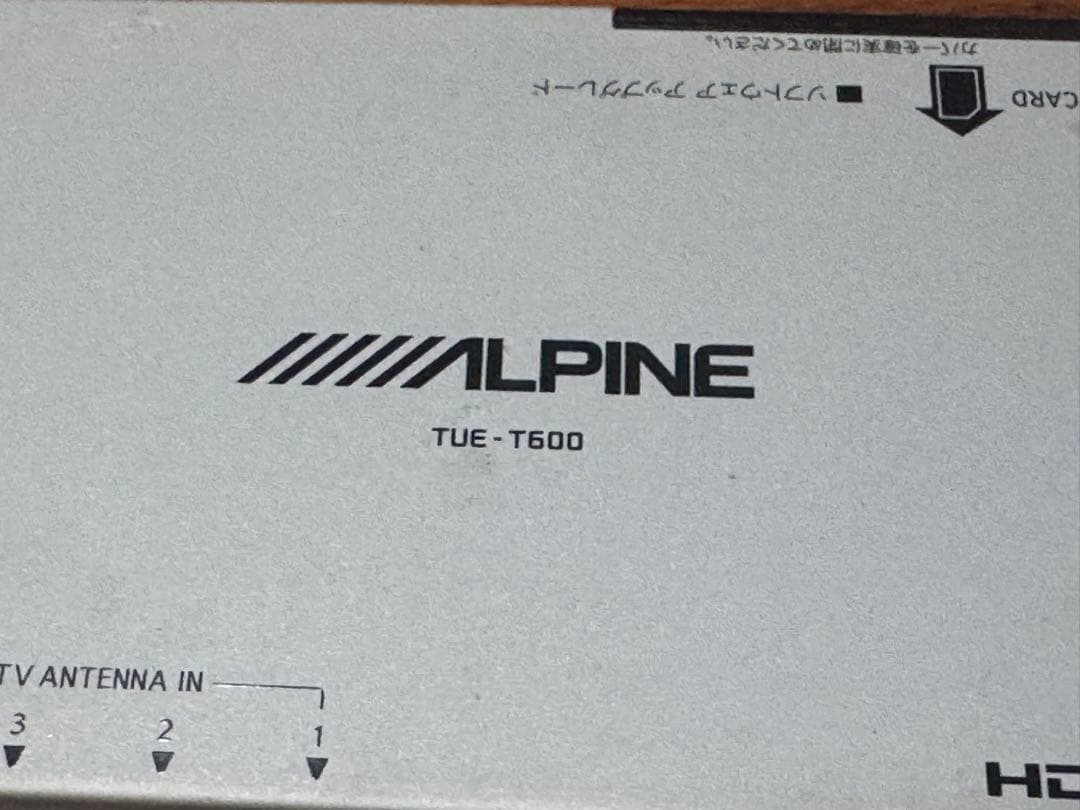 カバーを確実に閉めてください。
■ソフトウェア アップグレード
CARD
ALPINE
TUE-T600
TV ANTENNA IN
3 2 1
HD